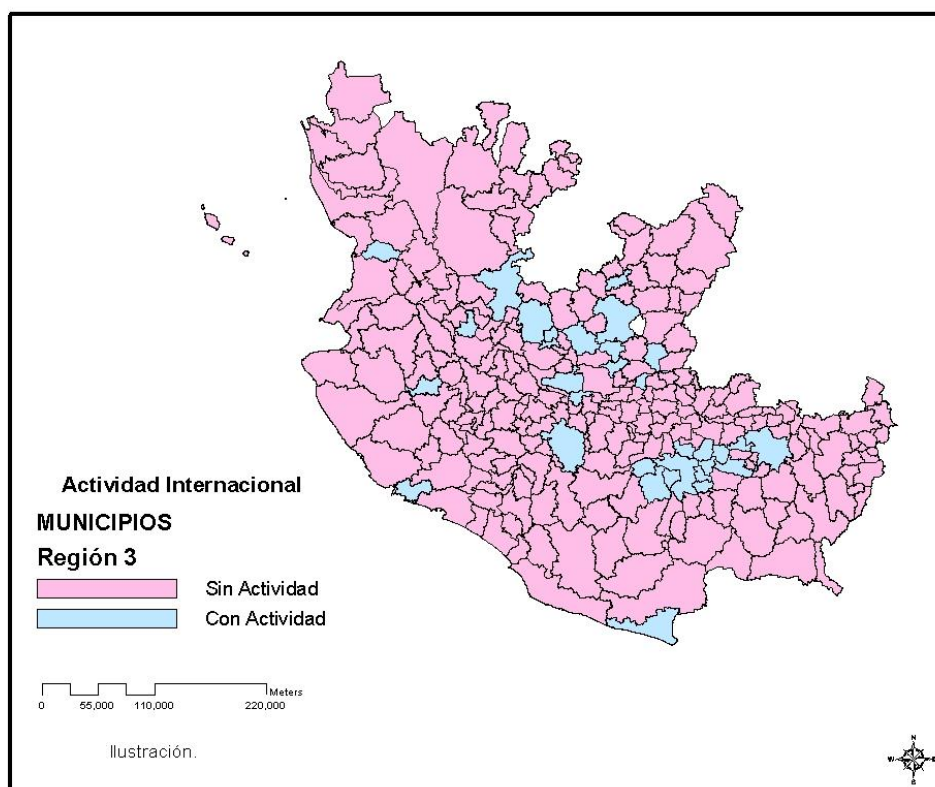 Actividad Internacional
MUNICIPIOS
Región 3
Sin Actividad
Con Actividad
Meters
0 55,000 110,000 220,000
Ilustración.
N
W E
S